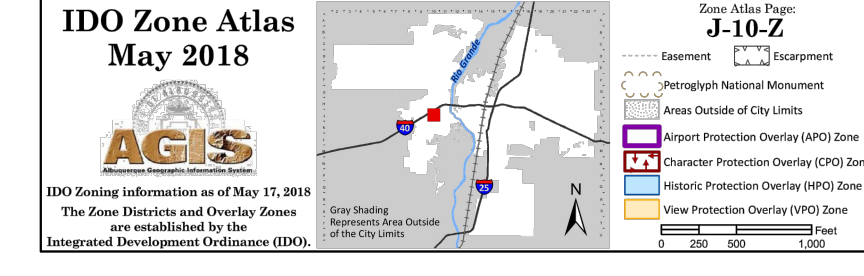 IDO Zone Atlas
May 2018
AGIS
Albuquerque Geographic Information System
IDO Zoning information as of May 17, 2018
The Zone Districts and Overlay Zones
are established by the
Integrated Development Ordinance (IDO).
Rio Grande
40
25
N
Gray Shading
Represents Area Outside
of the City Limits
Zone Atlas Page:
J-10-Z
Easement
Escarpment
Petroglyph National Monument
Areas Outside of City Limits
Airport Protection Overlay (APO) Zone
Character Protection Overlay (CPO) Zon
Historic Protection Overlay (HPO) Zone
View Protection Overlay (VPO) Zone
Feet
0 250 500 1,000